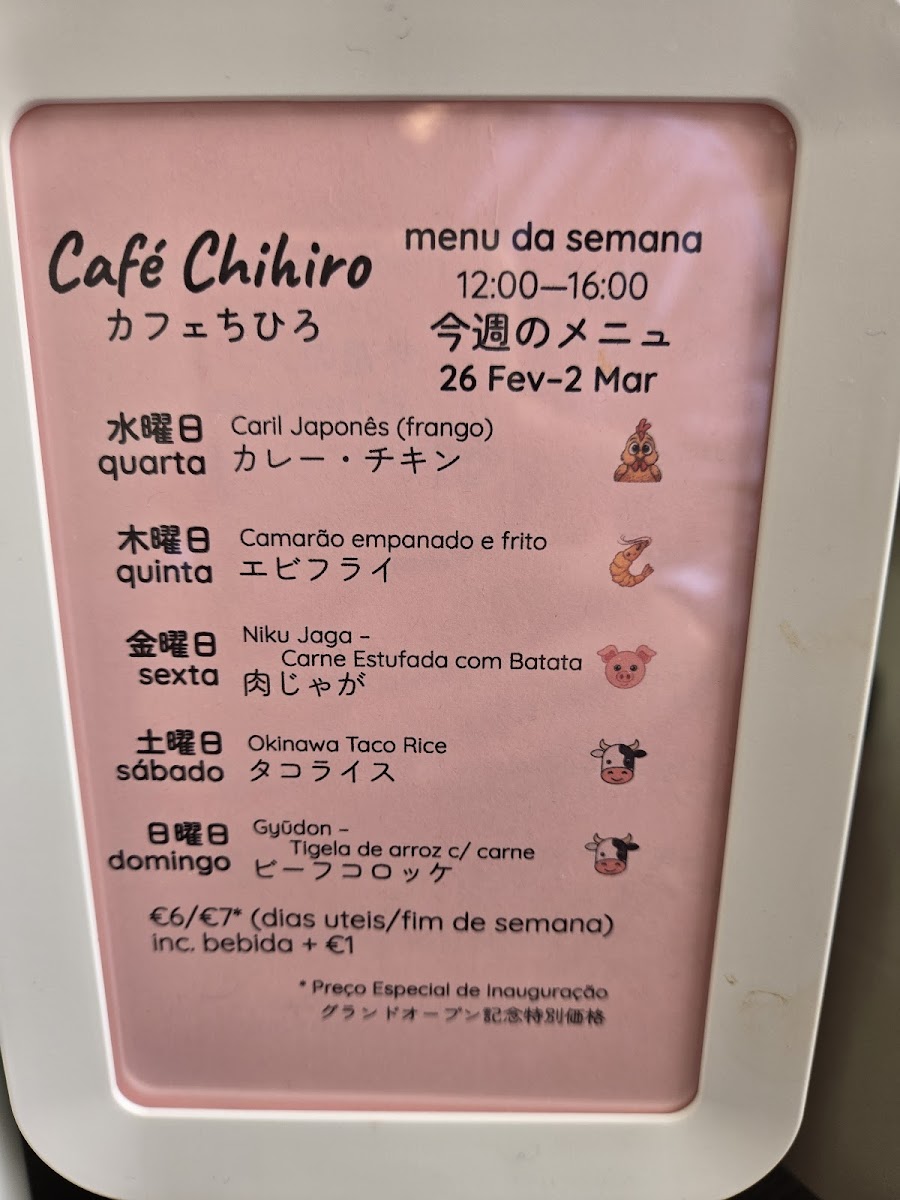 Café Chihiro
カフェちひろ
menu da semana
12:00—16:00
今週のメニュ
26 Fev–2 Mar
水曜日
quarta
Caril Japonês (frango)
カレー・チキン
木曜日
quinta
Camarão empanado e frito
エビフライ
金曜日
sexta
Niku Jaga –
Carne Estufada com Batata
肉じゃが
土曜日
sábado
Okinawa Taco Rice
タコライス
日曜日
domingo
Gyūdon –
Tigela de arroz c/ carne
ビーフコロッケ
€6/€7* (dias uteis/fim de semana)
inc. bebida + €1
* Preço Especial de Inauguração
グランドオープン記念特別価格